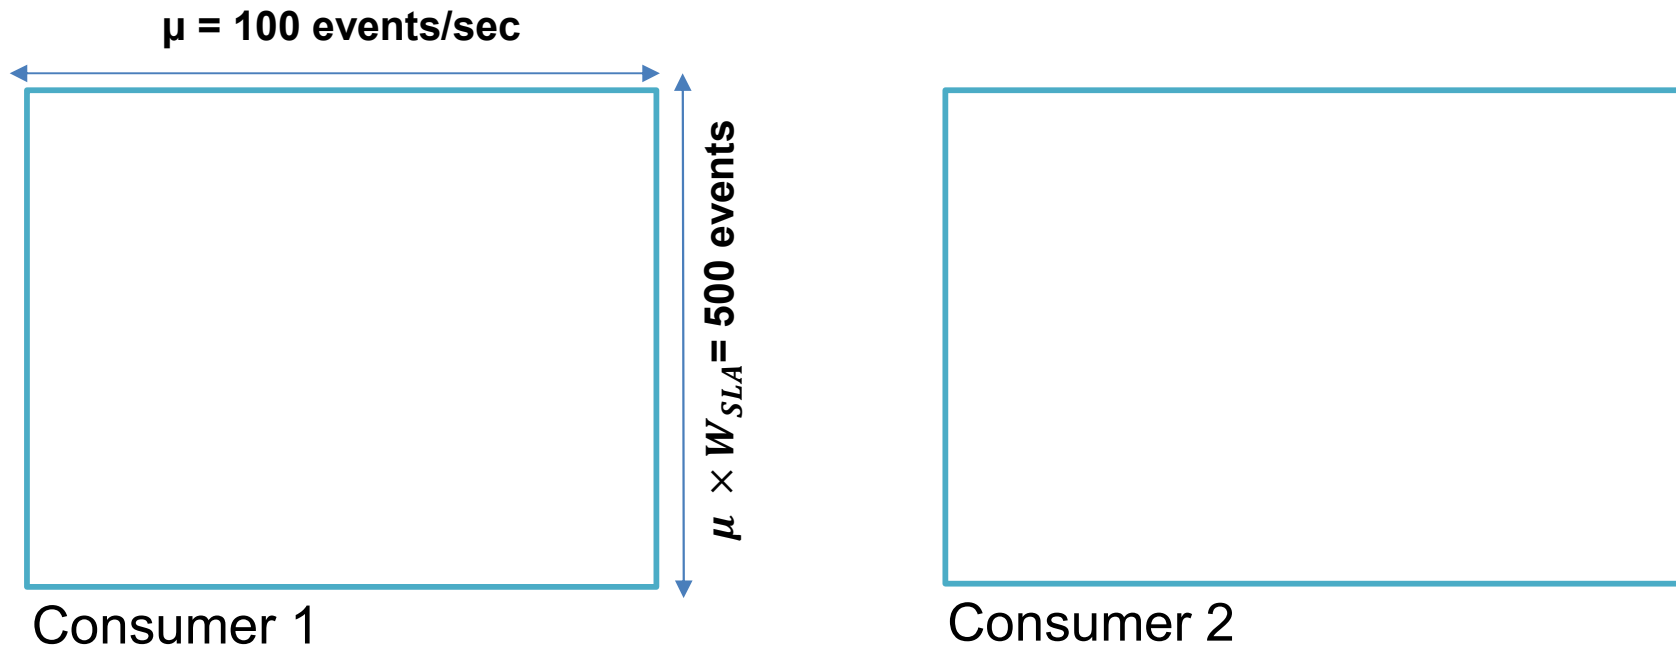 μ = 100 events/sec
μ × W_SLA= 500 events
Consumer 1
Consumer 2